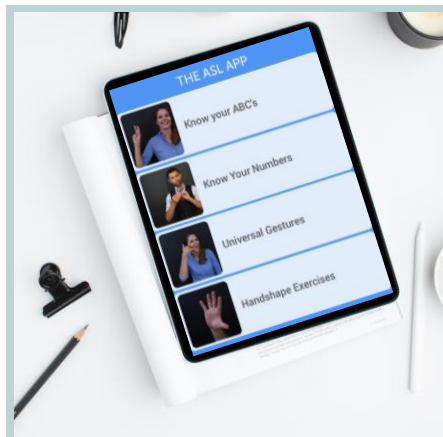 THE ASL APP
Know your ABC's
Know Your Numbers
Universal Gestures
Handshape Exercises